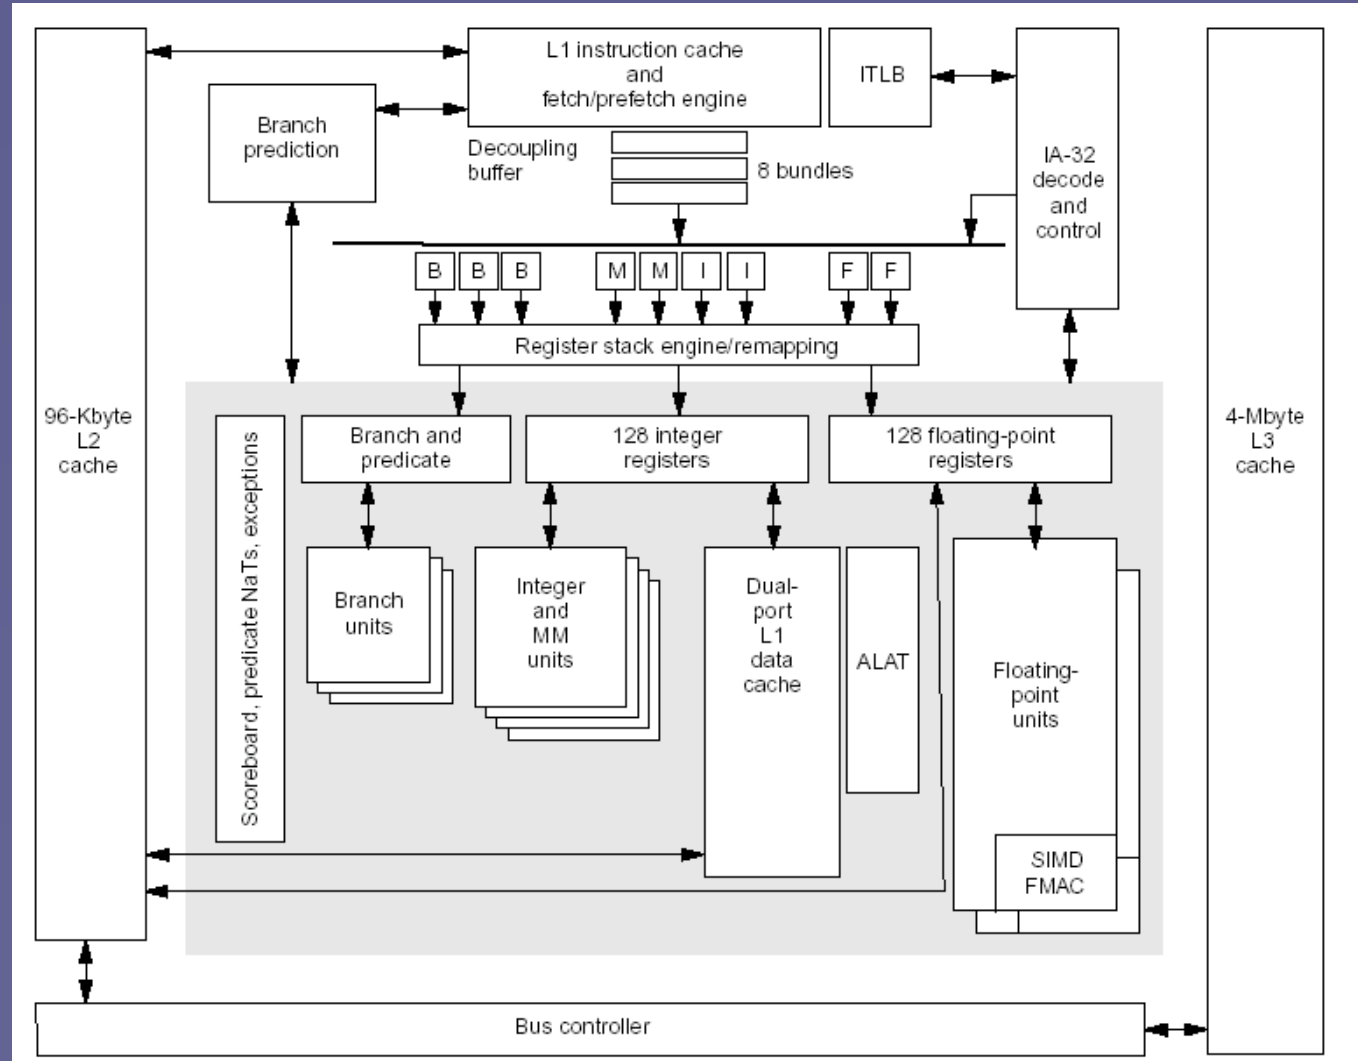 L1 instruction cache
and
fetch/prefetch engine
ITLB
Branch
prediction
Decoupling
buffer
8 bundles
IA-32
decode
and
control
B B B M M I I F F
Register stack engine/remapping
96-Kbyte
L2
cache
4-Mbyte
L3
cache
Scoreboard, predicate NaTs, exceptions
Branch and
predicate
128 integer
registers
128 floating-point
registers
Branch
units
Integer
and
MM
units
Dual-
port
L1
data
cache
ALAT
Floating-
point
units
SIMD
FMAC
Bus controller